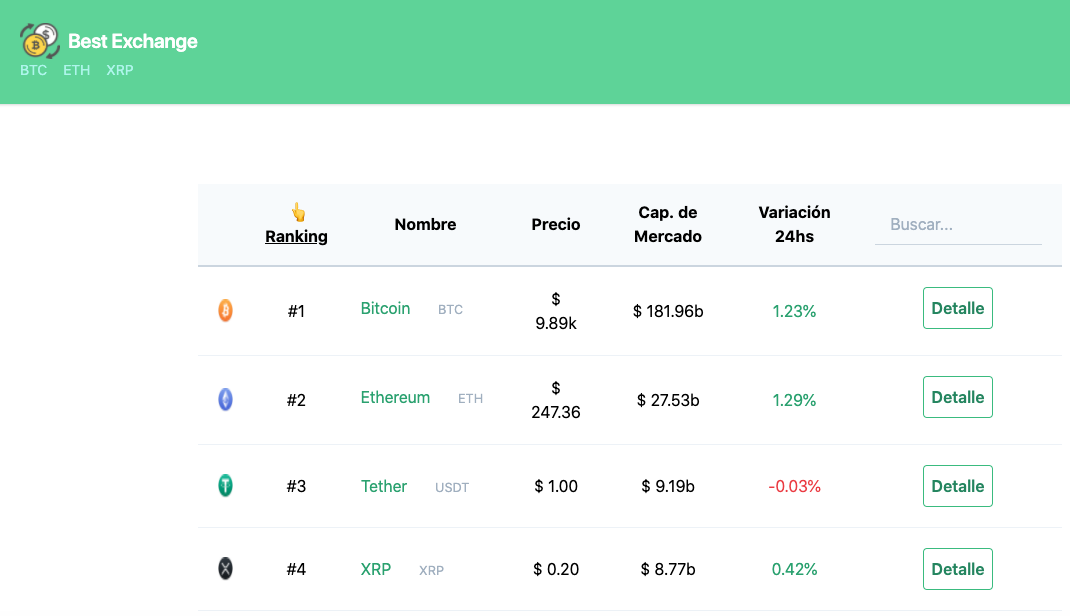 Best Exchange
BTC ETH XRP
👆
Ranking Nombre Precio Cap. de Mercado Variación 24hs Buscar...
#1 Bitcoin BTC $ 9.89k $ 181.96b 1.23% Detalle
#2 Ethereum ETH $ 247.36 $ 27.53b 1.29% Detalle
#3 Tether USDT $ 1.00 $ 9.19b -0.03% Detalle
#4 XRP XRP $ 0.20 $ 8.77b 0.42% Detalle